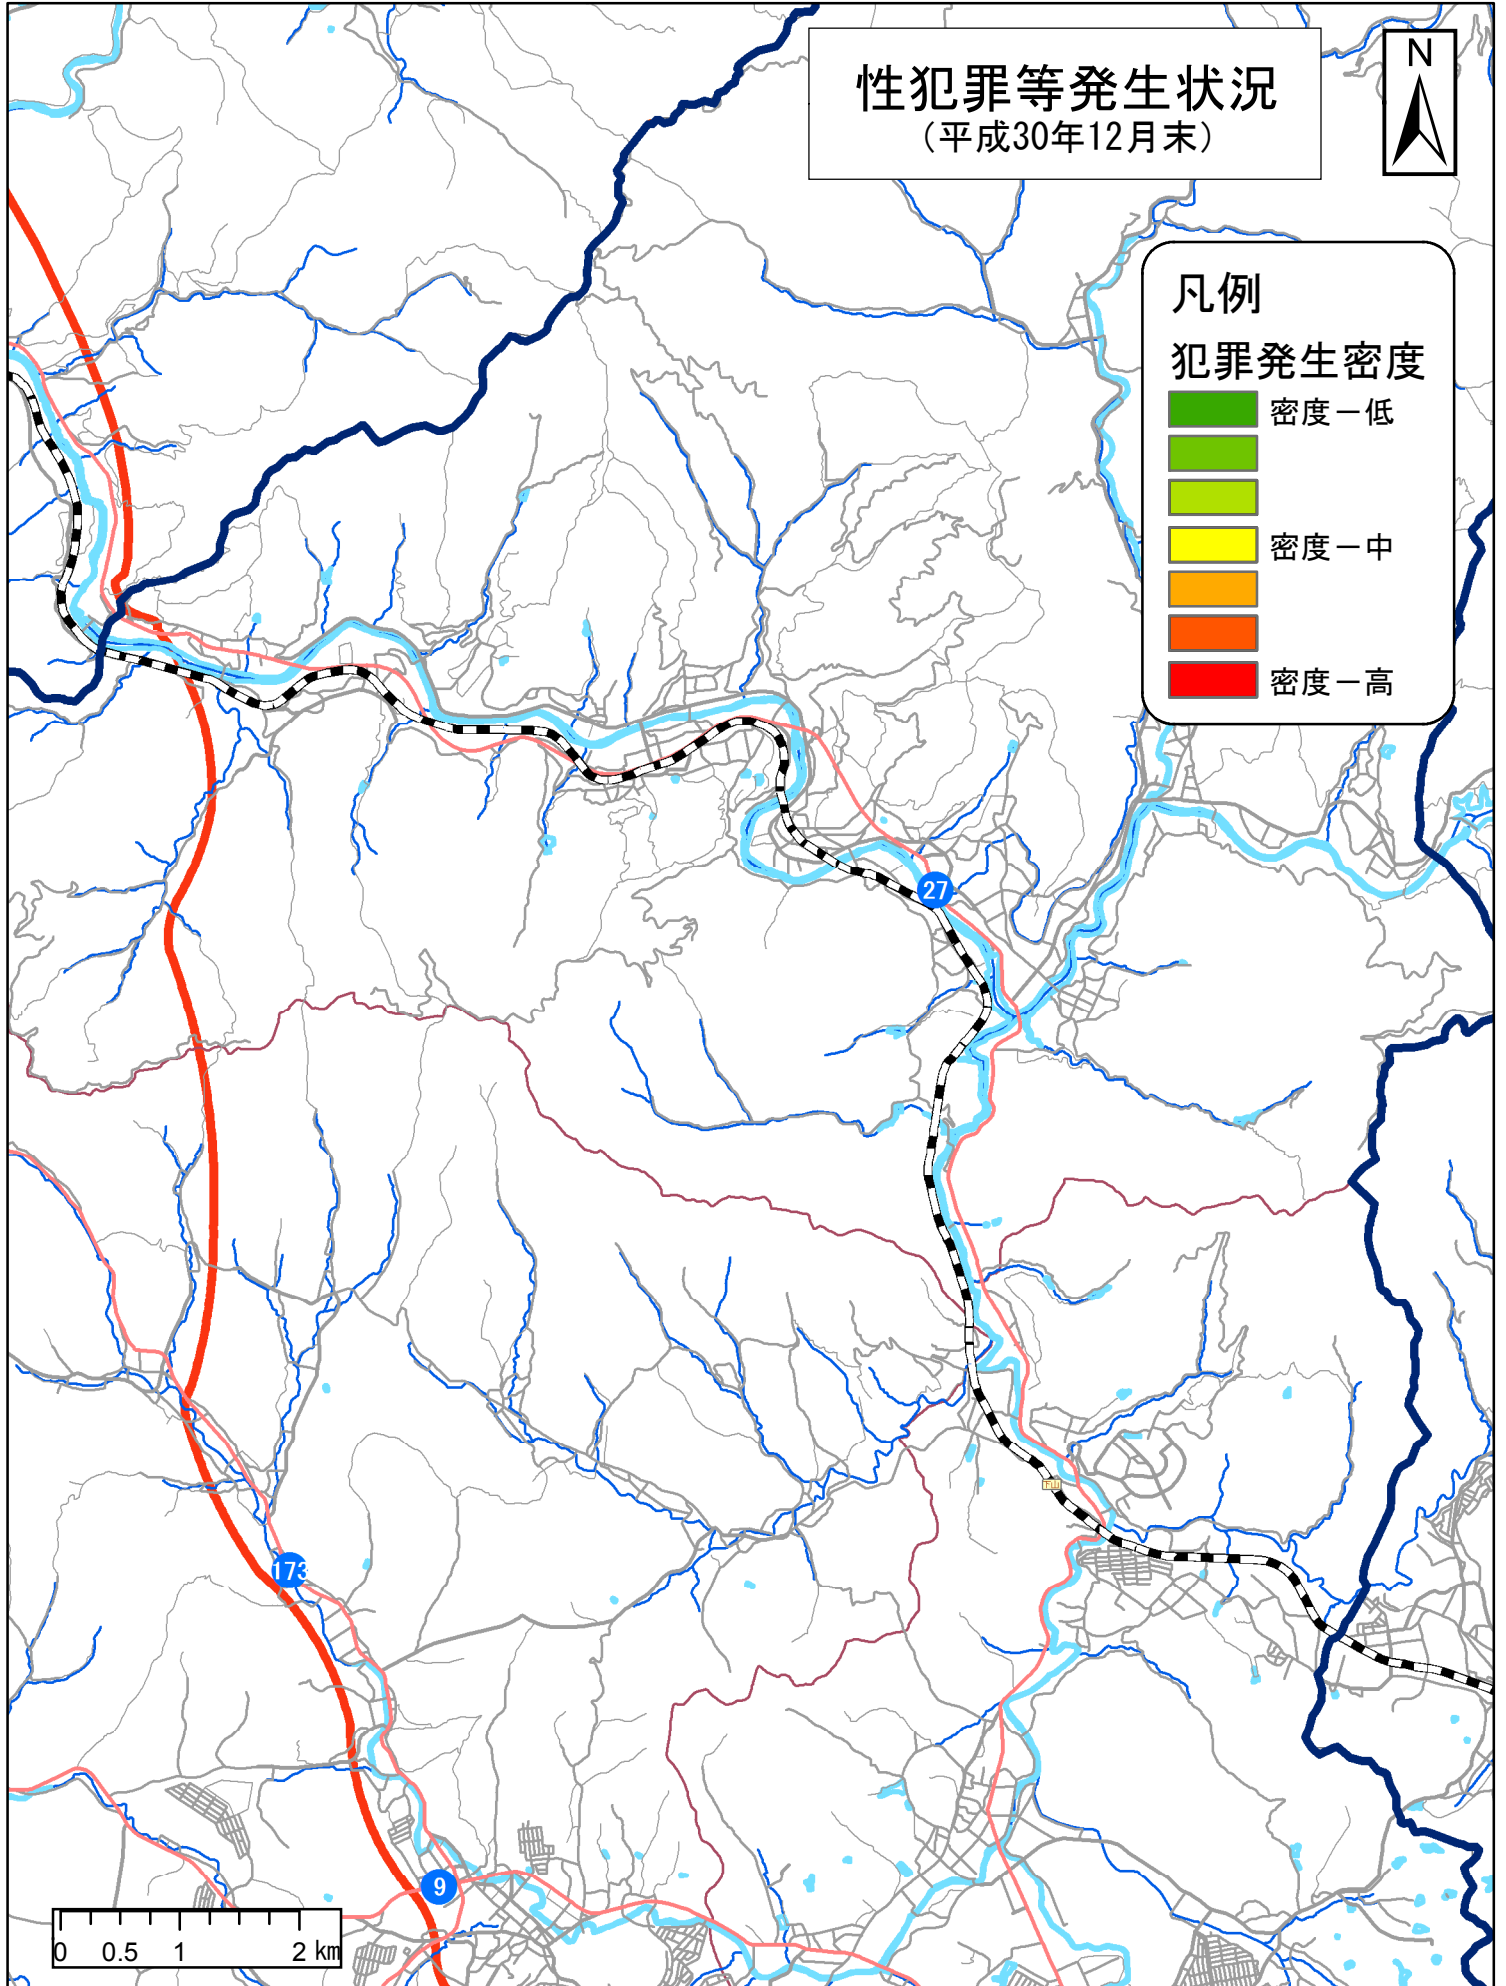 性犯罪等発生状況
（平成30年12月末）
N
凡例
犯罪発生密度
密度－低
密度－中
密度－高
27
下山
173
9
0 0.5 1 2 km